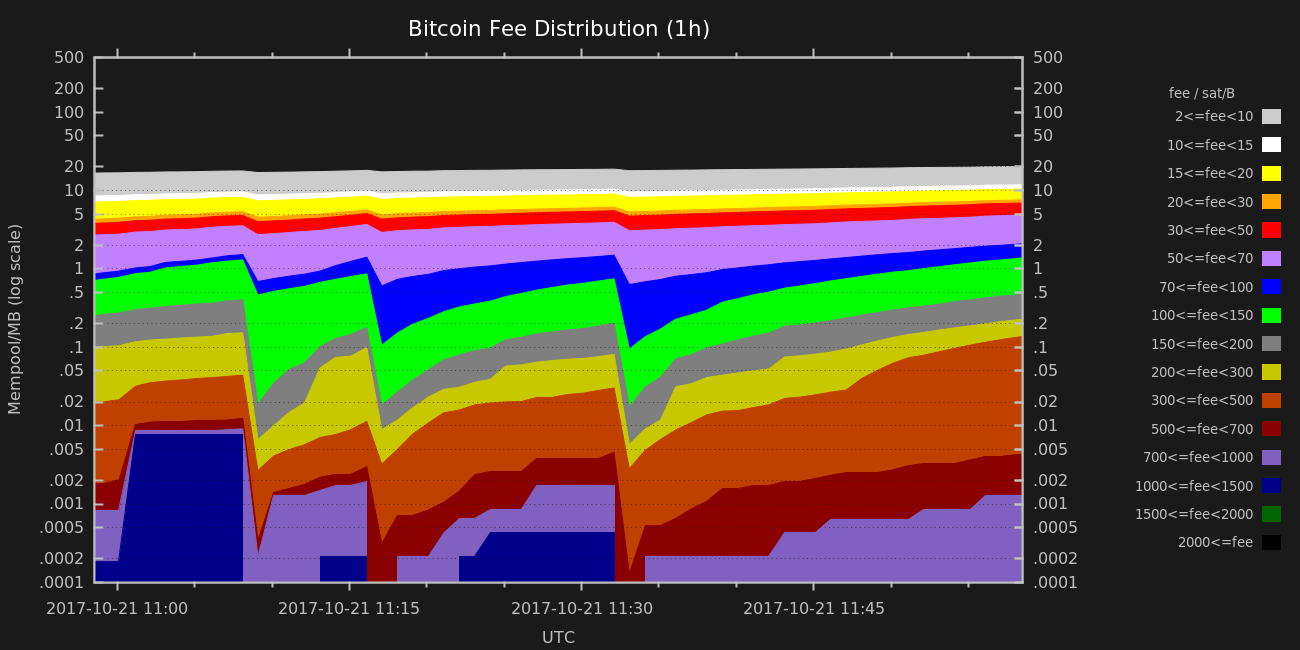 Bitcoin Fee Distribution (1h)
500
200
100
50
20
10
5
2
1
.5
.2
.1
.05
.02
.01
.005
.002
.001
.0005
.0002
.0001
Mempool/MB (log scale)
500
200
100
50
20
10
5
2
1
.5
.2
.1
.05
.02
.01
.005
.002
.001
.0005
.0002
.0001
fee / sat/B
2<=fee<10
10<=fee<15
15<=fee<20
20<=fee<30
30<=fee<50
50<=fee<70
70<=fee<100
100<=fee<150
150<=fee<200
200<=fee<300
300<=fee<500
500<=fee<700
700<=fee<1000
1000<=fee<1500
1500<=fee<2000
2000<=fee
2017-10-21 11:00
2017-10-21 11:15
2017-10-21 11:30
2017-10-21 11:45
UTC